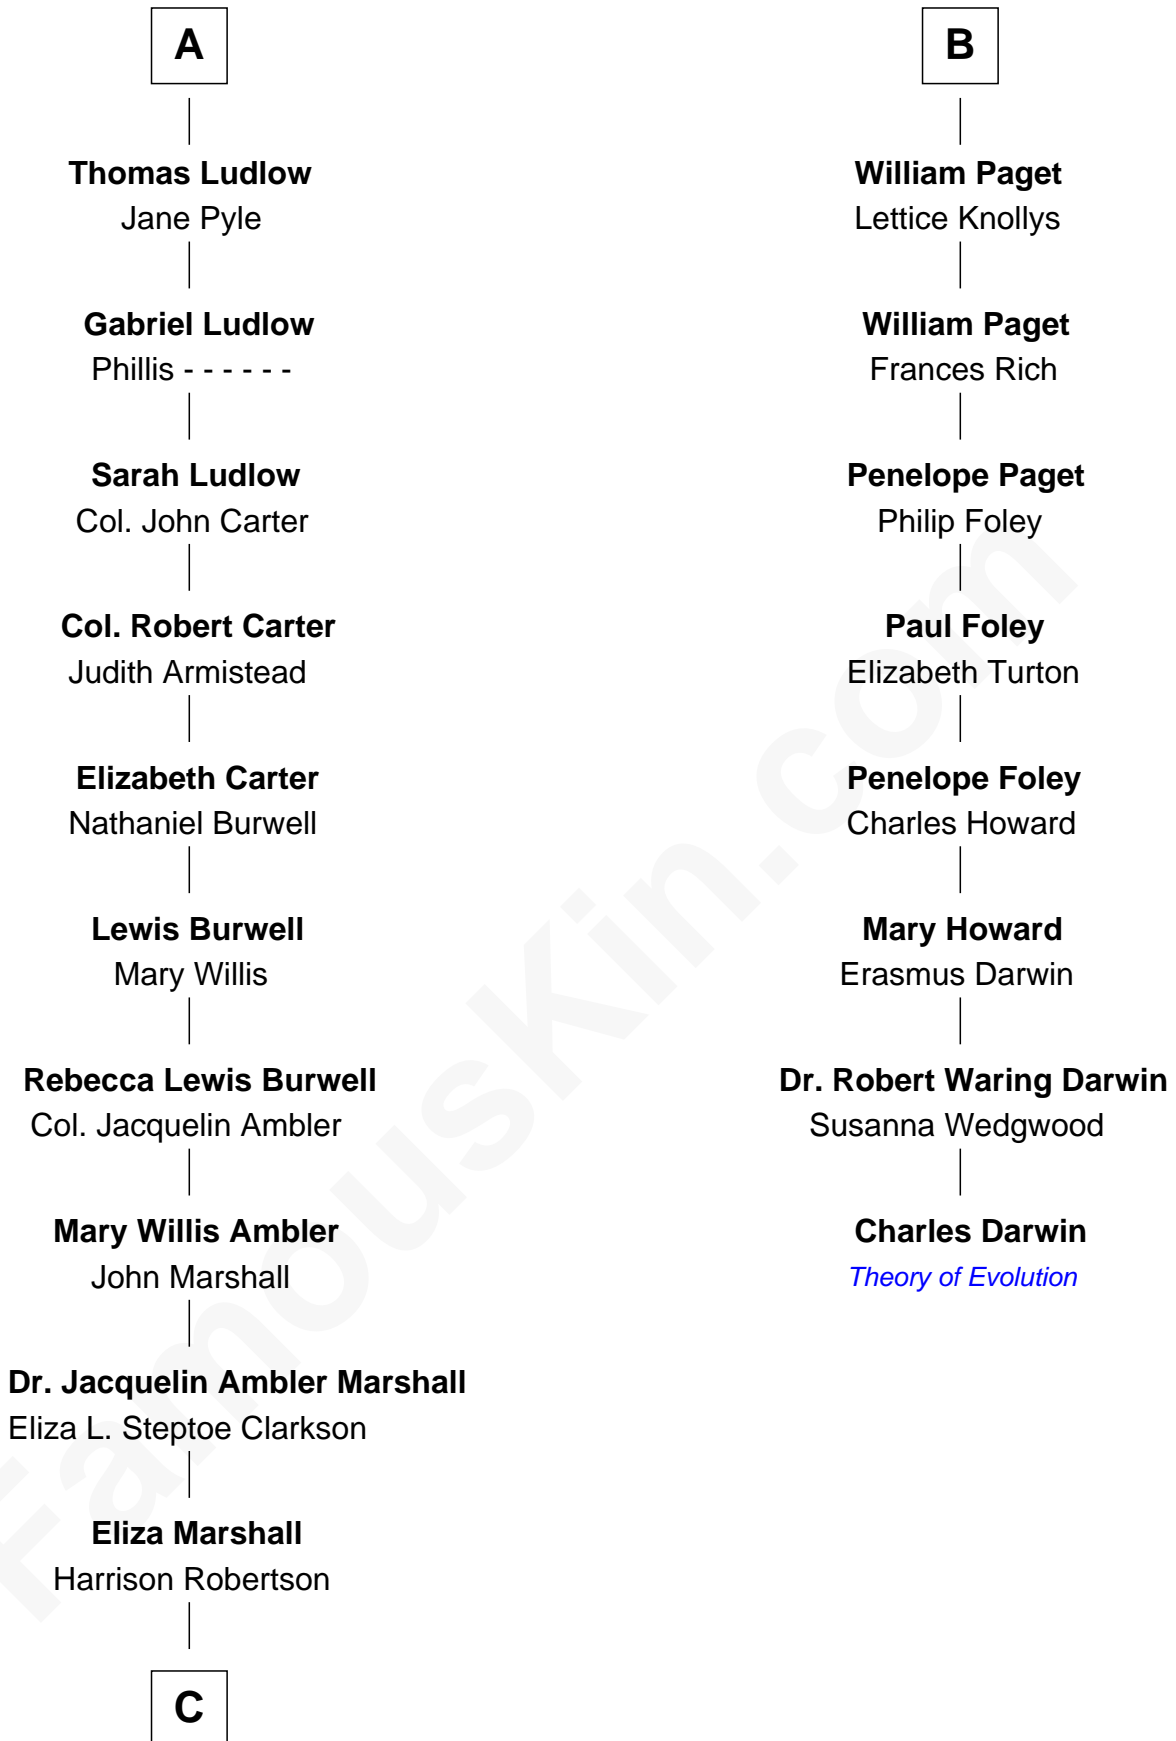 A
Thomas Ludlow
Jane Pyle
Gabriel Ludlow
Phillis - - - - - -
Sarah Ludlow
Col. John Carter
Col. Robert Carter
Judith Armistead
Elizabeth Carter
Nathaniel Burwell
Lewis Burwell
Mary Willis
Rebecca Lewis Burwell
Col. Jacquelin Ambler
Mary Willis Ambler
John Marshall
Dr. Jacquelin Ambler Marshall
Eliza L. Steptoe Clarkson
Eliza Marshall
Harrison Robertson
C
B
William Paget
Lettice Knollys
William Paget
Frances Rich
Penelope Paget
Philip Foley
Paul Foley
Elizabeth Turton
Penelope Foley
Charles Howard
Mary Howard
Erasmus Darwin
Dr. Robert Waring Darwin
Susanna Wedgwood
Charles Darwin
Theory of Evolution
FamousKin.com